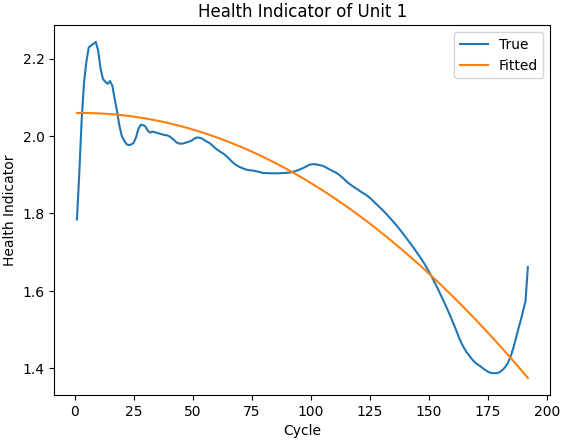 Health Indicator of Unit 1
True
Fitted
Health Indicator
2.2
2.0
1.8
1.6
1.4
0 25 50 75 100 125 150 175 200
Cycle